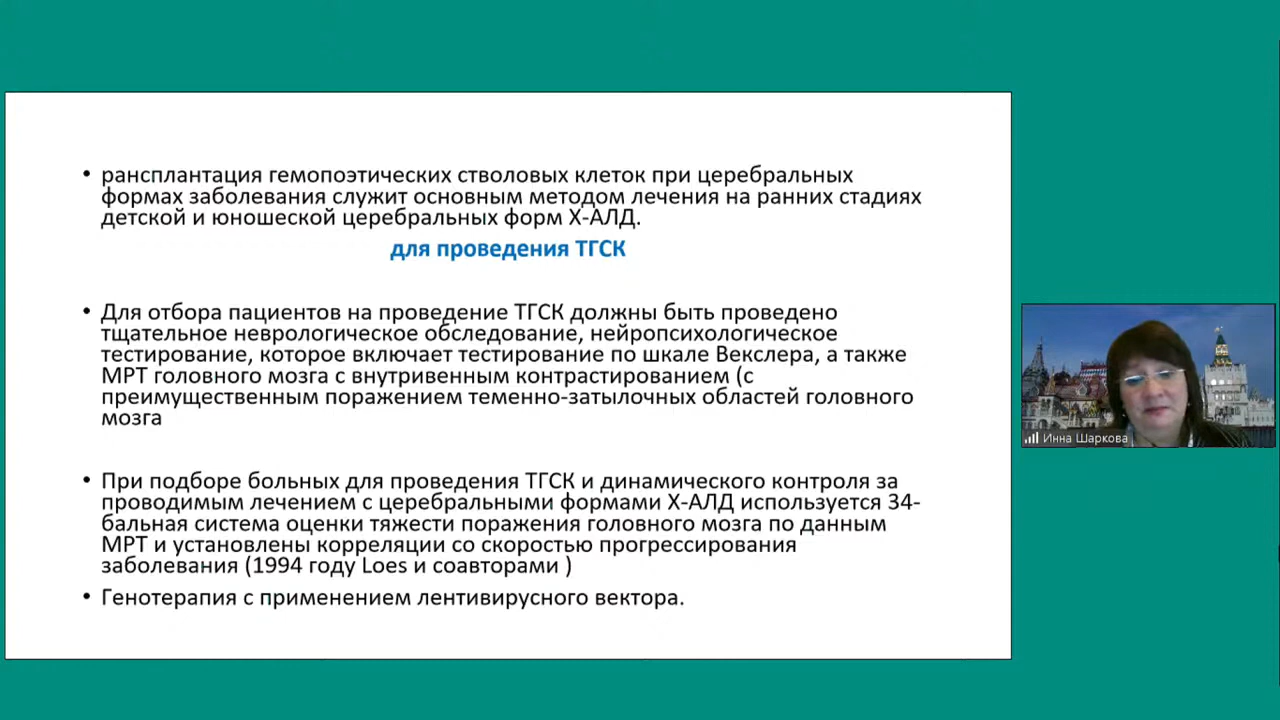 • рансплантация гемопоэтических стволовых клеток при церебральных
формах заболевания служит основным методом лечения на ранних стадиях
детской и юношеской церебральных форм Х-АЛД.
для проведения ТГСК
• Для отбора пациентов на проведение ТГСК должны быть проведено
тщательное неврологическое обследование, нейропсихологическое
тестирование, которое включает тестирование по шкале Векслера, а также
МРТ головного мозга с внутривенным контрастированием (с
преимущественным поражением теменно-затылочных областей головного
мозга
• При подборе больных для проведения ТГСК и динамического контроля за
проводимым лечением с церебральными формами Х-АЛД используется 34-
бальная система оценки тяжести поражения головного мозга по данным
МРТ и установлены корреляции со скоростью прогрессирования
заболевания (1994 году Loes и соавторами )
• Генотерапия с применением лентивирусного вектора.
Инна Шаркова